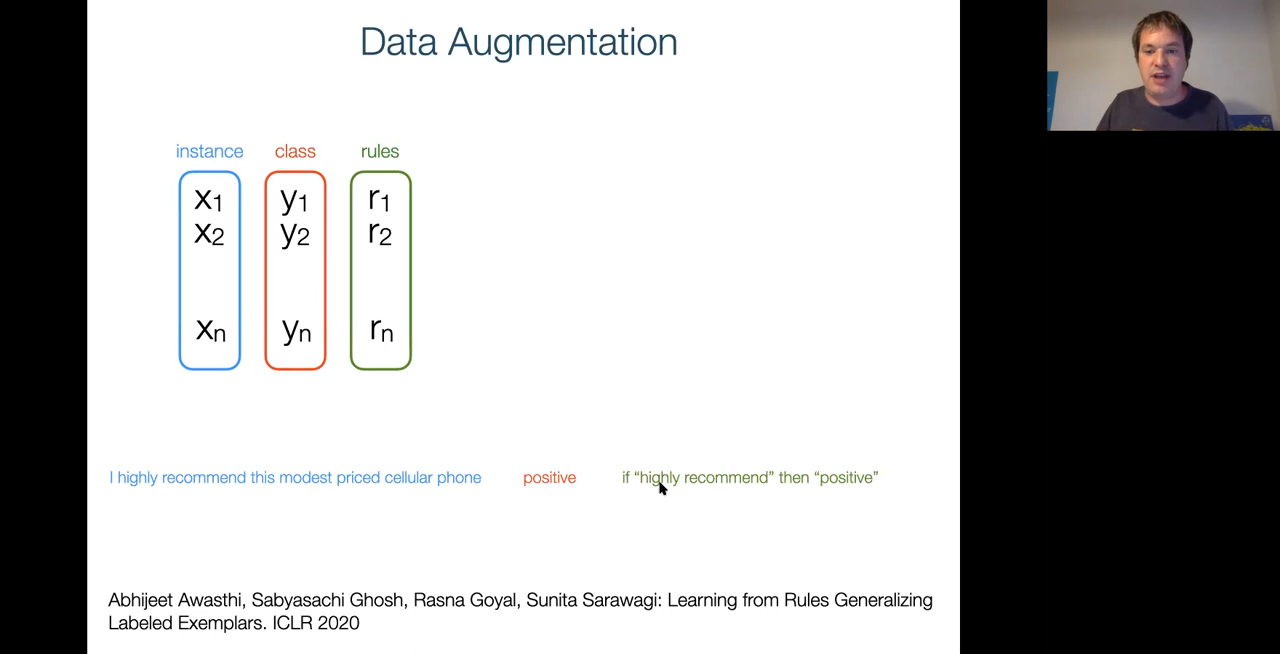 Data Augmentation
instance class rules
x1 y1 r1
x2 y2 r2
xn yn rn
I highly recommend this modest priced cellular phone positive if “highly recommend” then “positive”
Abhijeet Awasthi, Sabyasachi Ghosh, Rasna Goyal, Sunita Sarawagi: Learning from Rules Generalizing
Labeled Exemplars. ICLR 2020